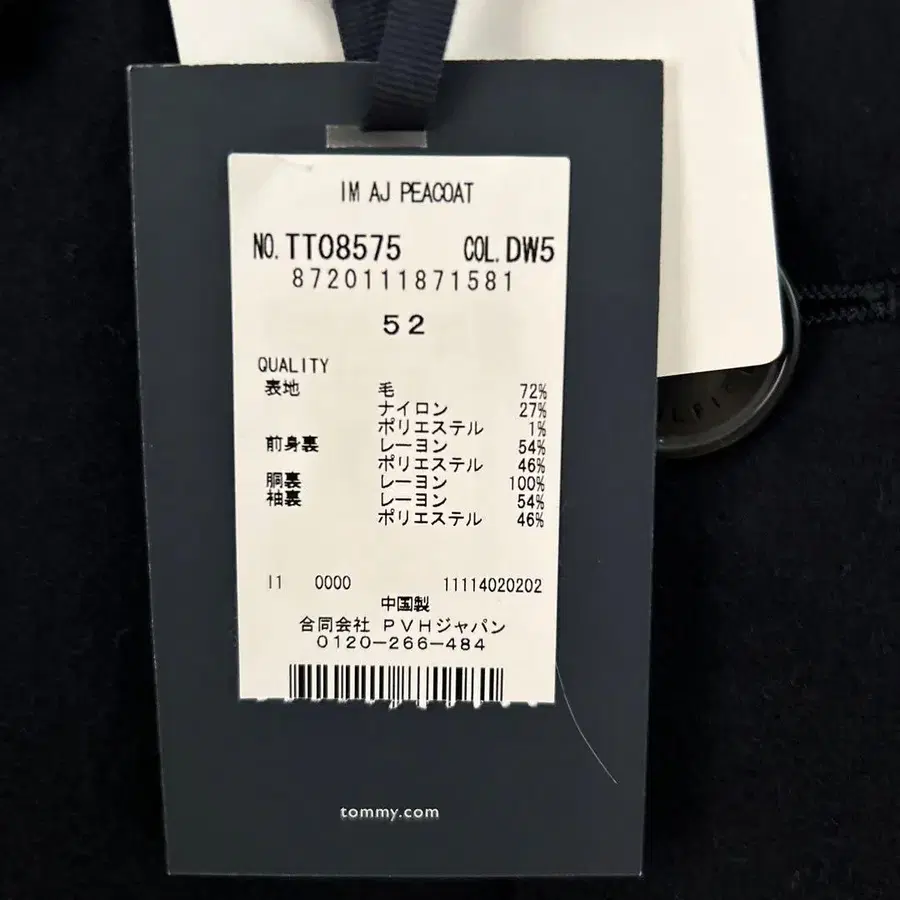 IM AJ PEACOAT
NO. TT08575 COL. DW5
8720111871581
52
QUALITY
表地 毛 72%
ナイロン 27%
ポリエステル 1%
前身裏 レーヨン 54%
ポリエステル 46%
胴裏 レーヨン 100%
袖裏 レーヨン 54%
ポリエステル 46%
I1 0000 11114020202
中国製
合同会社 PVHジャパン
0120-266-484
tommy.com